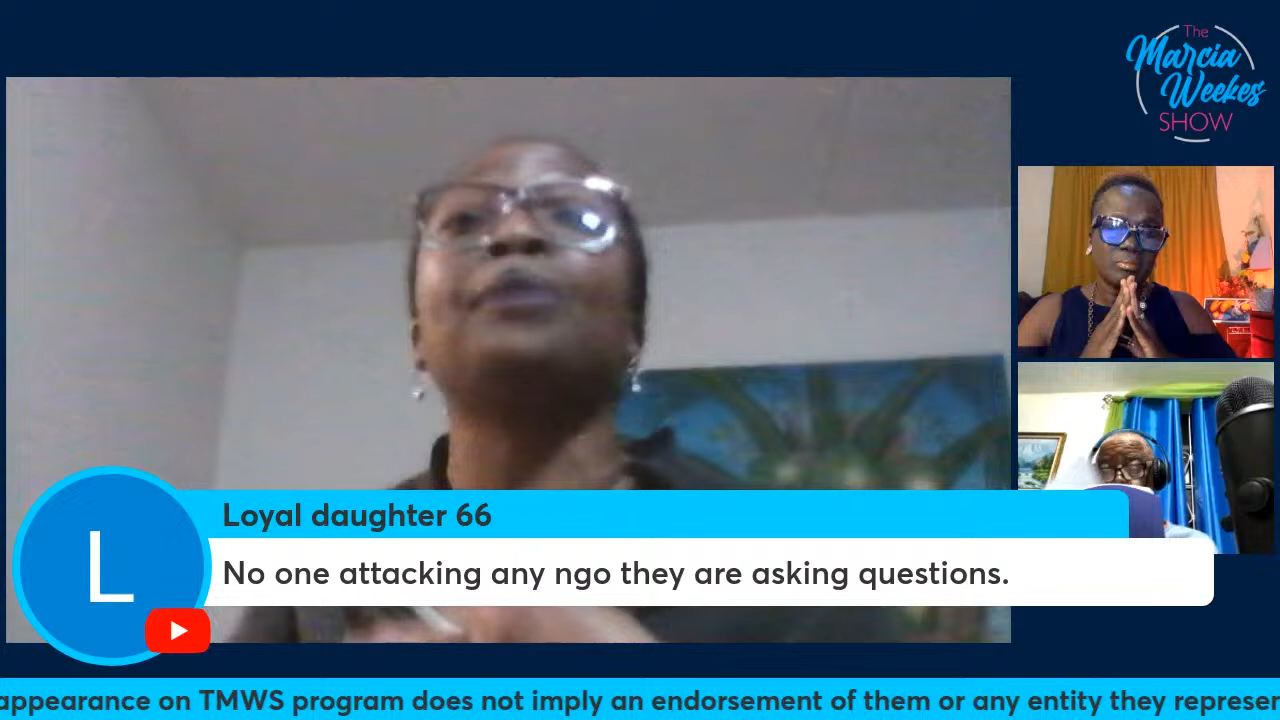 The
Marcia
Weekes
SHOW
L
Loyal daughter 66
No one attacking any ngo they are asking questions.
appearance on TMWS program does not imply an endorsement of them or any entity they represen